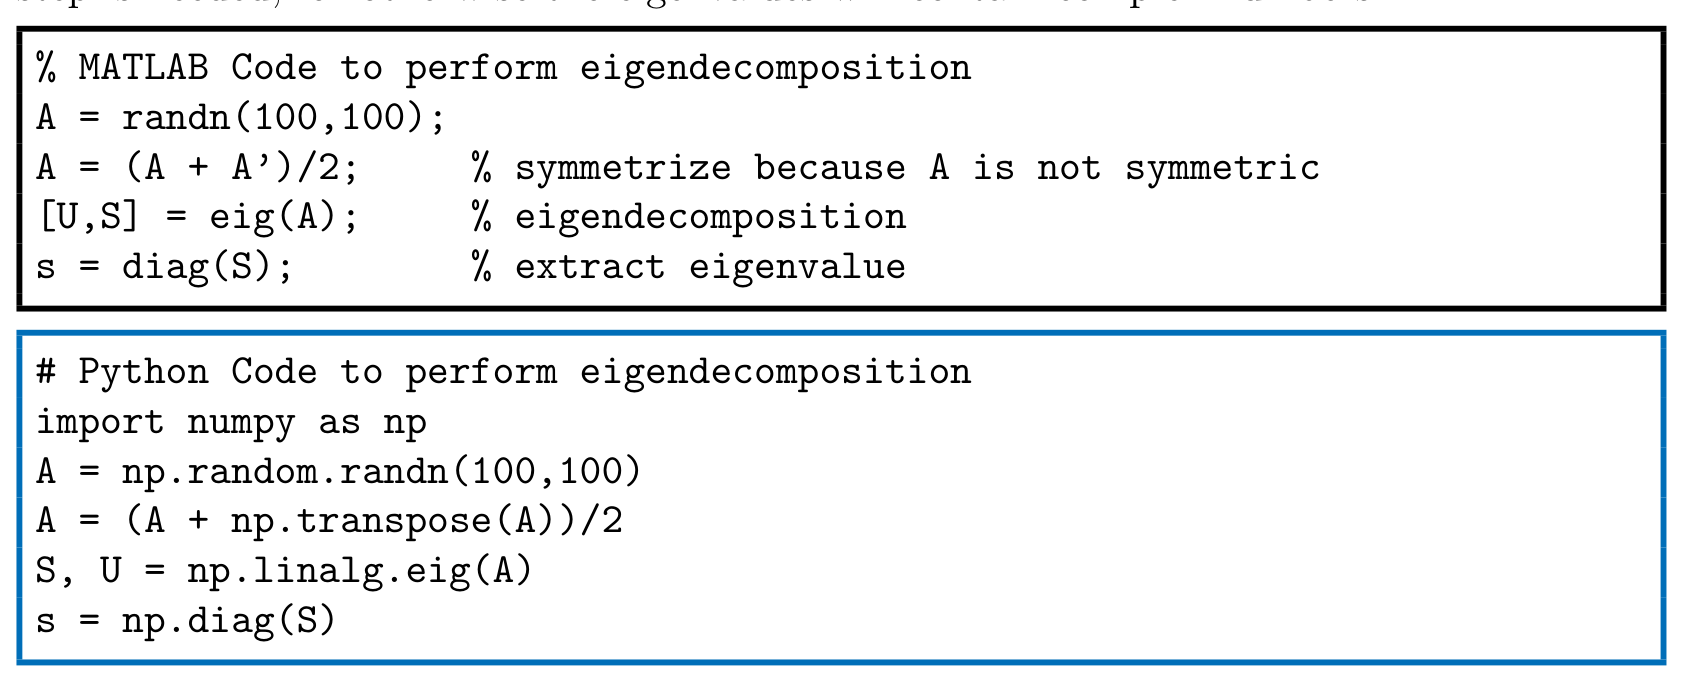 % MATLAB Code to perform eigendecomposition
A = randn(100,100);
A = (A + A’)/2;     % symmetrize because A is not symmetric
[U,S] = eig(A);     % eigendecomposition
s = diag(S);        % extract eigenvalue
# Python Code to perform eigendecomposition
import numpy as np
A = np.random.randn(100,100)
A = (A + np.transpose(A))/2
S, U = np.linalg.eig(A)
s = np.diag(S)